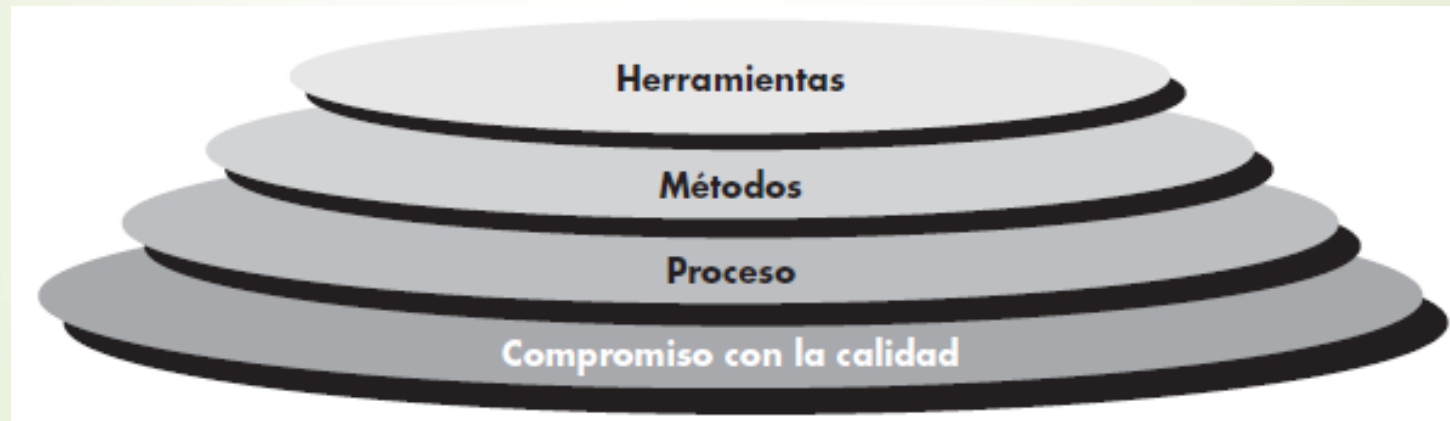 Herramientas
Métodos
Proceso
Compromiso con la calidad